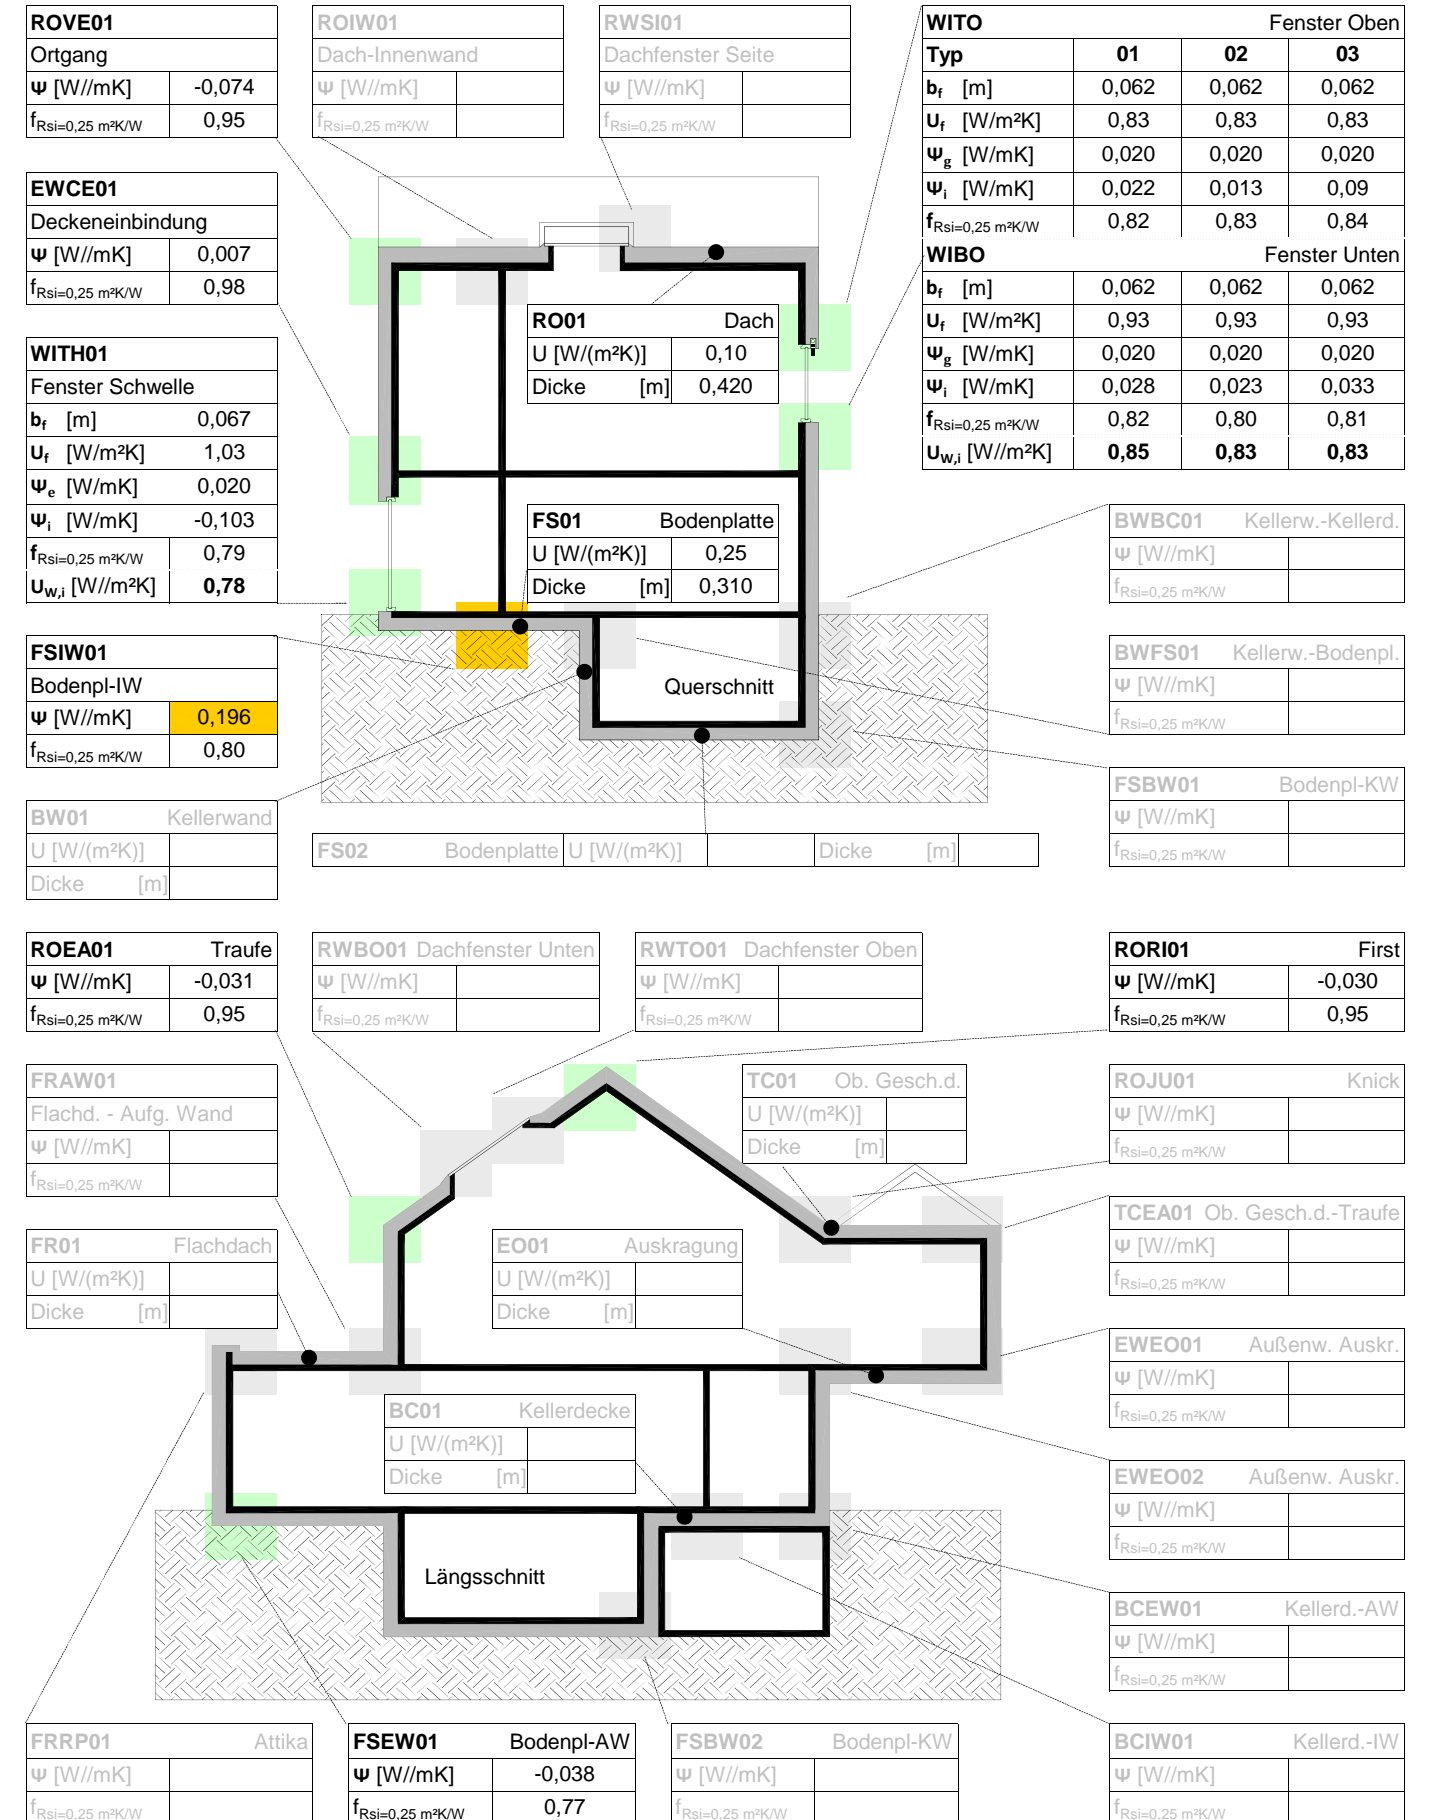 ROVE01
Ortgang
Ψ [W//mK] -0,074
fRsi=0,25 m²K/W 0,95
ROIW01
Dach-Innenwand
Ψ [W//mK]
fRsi=0,25 m²K/W
RWSI01
Dachfenster Seite
Ψ [W//mK]
fRsi=0,25 m²K/W
WITO Fenster Oben
Typ 01 02 03
bf [m] 0,062 0,062 0,062
Uf [W/m²K] 0,83 0,83 0,83
Ψg [W/mK] 0,020 0,020 0,020
Ψi [W/mK] 0,022 0,013 0,09
fRsi=0,25 m²K/W 0,82 0,83 0,84
WIBO Fenster Unten
bf [m] 0,062 0,062 0,062
Uf [W/m²K] 0,93 0,93 0,93
Ψg [W/mK] 0,020 0,020 0,020
Ψi [W/mK] 0,028 0,023 0,033
fRsi=0,25 m²K/W 0,82 0,80 0,81
UW,i [W//m²K] 0,85 0,83 0,83
EWCE01
Deckeneinbindung
Ψ [W//mK] 0,007
fRsi=0,25 m²K/W 0,98
RO01 Dach
U [W/(m²K)] 0,10
Dicke [m] 0,420
WITH01
Fenster Schwelle
bf [m] 0,067
Uf [W/m²K] 1,03
Ψe [W/mK] 0,020
Ψi [W/mK] -0,103
fRsi=0,25 m²K/W 0,79
UW,i [W//m²K] 0,78
FS01 Bodenplatte
U [W/(m²K)] 0,25
Dicke [m] 0,310
BWBC01 Kellerw.-Kellerd.
Ψ [W//mK]
fRsi=0,25 m²K/W
FSIW01
Bodenpl-IW
Ψ [W//mK] 0,196
fRsi=0,25 m²K/W 0,80
Querschnitt
BWFS01 Kellerw.-Bodenpl.
Ψ [W//mK]
fRsi=0,25 m²K/W
FSBW01 Bodenpl-KW
Ψ [W//mK]
fRsi=0,25 m²K/W
BW01 Kellerwand
U [W/(m²K)]
Dicke [m]
FS02 Bodenplatte U [W/(m²K)] Dicke [m]
ROEA01 Traufe
Ψ [W//mK] -0,031
fRsi=0,25 m²K/W 0,95
RWBO01 Dachfenster Unten
Ψ [W//mK]
fRsi=0,25 m²K/W
RWTO01 Dachfenster Oben
Ψ [W//mK]
fRsi=0,25 m²K/W
RORI01 First
Ψ [W//mK] -0,030
fRsi=0,25 m²K/W 0,95
FRAW01
Flachd. - Aufg. Wand
Ψ [W//mK]
fRsi=0,25 m²K/W
TC01 Ob. Gesch.d.
U [W/(m²K)]
Dicke [m]
ROJU01 Knick
Ψ [W//mK]
fRsi=0,25 m²K/W
TCEA01 Ob. Gesch.d.-Traufe
Ψ [W//mK]
fRsi=0,25 m²K/W
FR01 Flachdach
U [W/(m²K)]
Dicke [m]
EO01 Auskragung
U [W/(m²K)]
Dicke [m]
EWEO01 Außenw. Auskr.
Ψ [W//mK]
fRsi=0,25 m²K/W
BC01 Kellerdecke
U [W/(m²K)]
Dicke [m]
EWEO02 Außenw. Auskr.
Ψ [W//mK]
fRsi=0,25 m²K/W
Längsschnitt
BCEW01 Kellerd.-AW
Ψ [W//mK]
fRsi=0,25 m²K/W
FRRP01 Attika
Ψ [W//mK]
fRsi=0,25 m²K/W
FSEW01 Bodenpl-AW
Ψ [W//mK] -0,038
fRsi=0,25 m²K/W 0,77
FSBW02 Bodenpl-KW
Ψ [W//mK]
fRsi=0,25 m²K/W
BCIW01 Kellerd.-IW
Ψ [W//mK]
fRsi=0,25 m²K/W